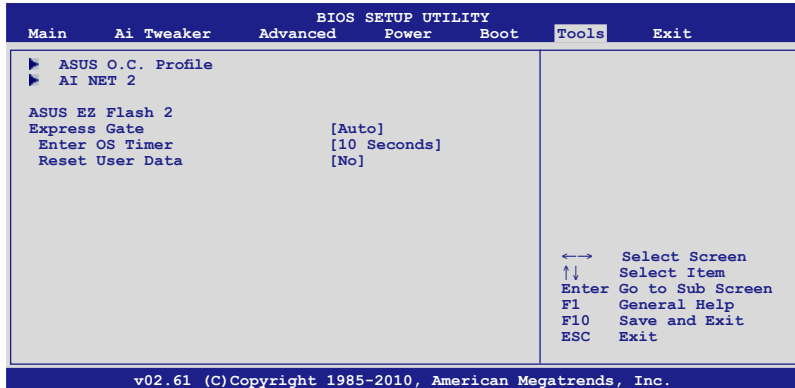 BIOS SETUP UTILITY
Main Ai Tweaker Advanced Power Boot Tools Exit
ASUS O.C. Profile
AI NET 2
ASUS EZ Flash 2
Express Gate [Auto]
Enter OS Timer [10 Seconds]
Reset User Data [No]
←→ Select Screen
↑↓ Select Item
Enter Go to Sub Screen
F1 General Help
F10 Save and Exit
ESC Exit
v02.61 (C)Copyright 1985-2010, American Megatrends, Inc.